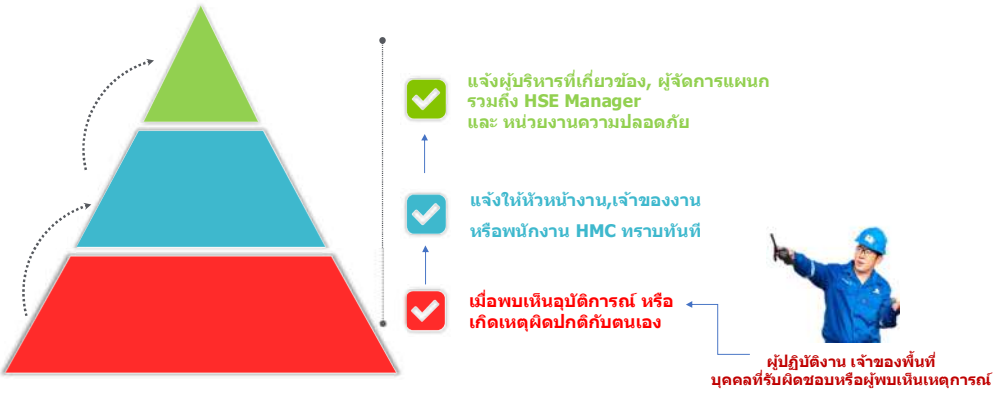 แจ้งผู้บริหารที่เกี่ยวข้อง, ผู้จัดการแผนก
รวมถึง HSE Manager
และ หน่วยงานความปลอดภัย
แจ้งให้หัวหน้างาน,เจ้าของงาน
หรือพนักงาน HMC ทราบทันที
เมื่อพบเห็นอุบัติการณ์ หรือ
เกิดเหตุผิดปกติกับตนเอง
ผู้ปฏิบัติงาน เจ้าของพื้นที่
บุคคลที่รับผิดชอบหรือผู้พบเห็นเหตุการณ์